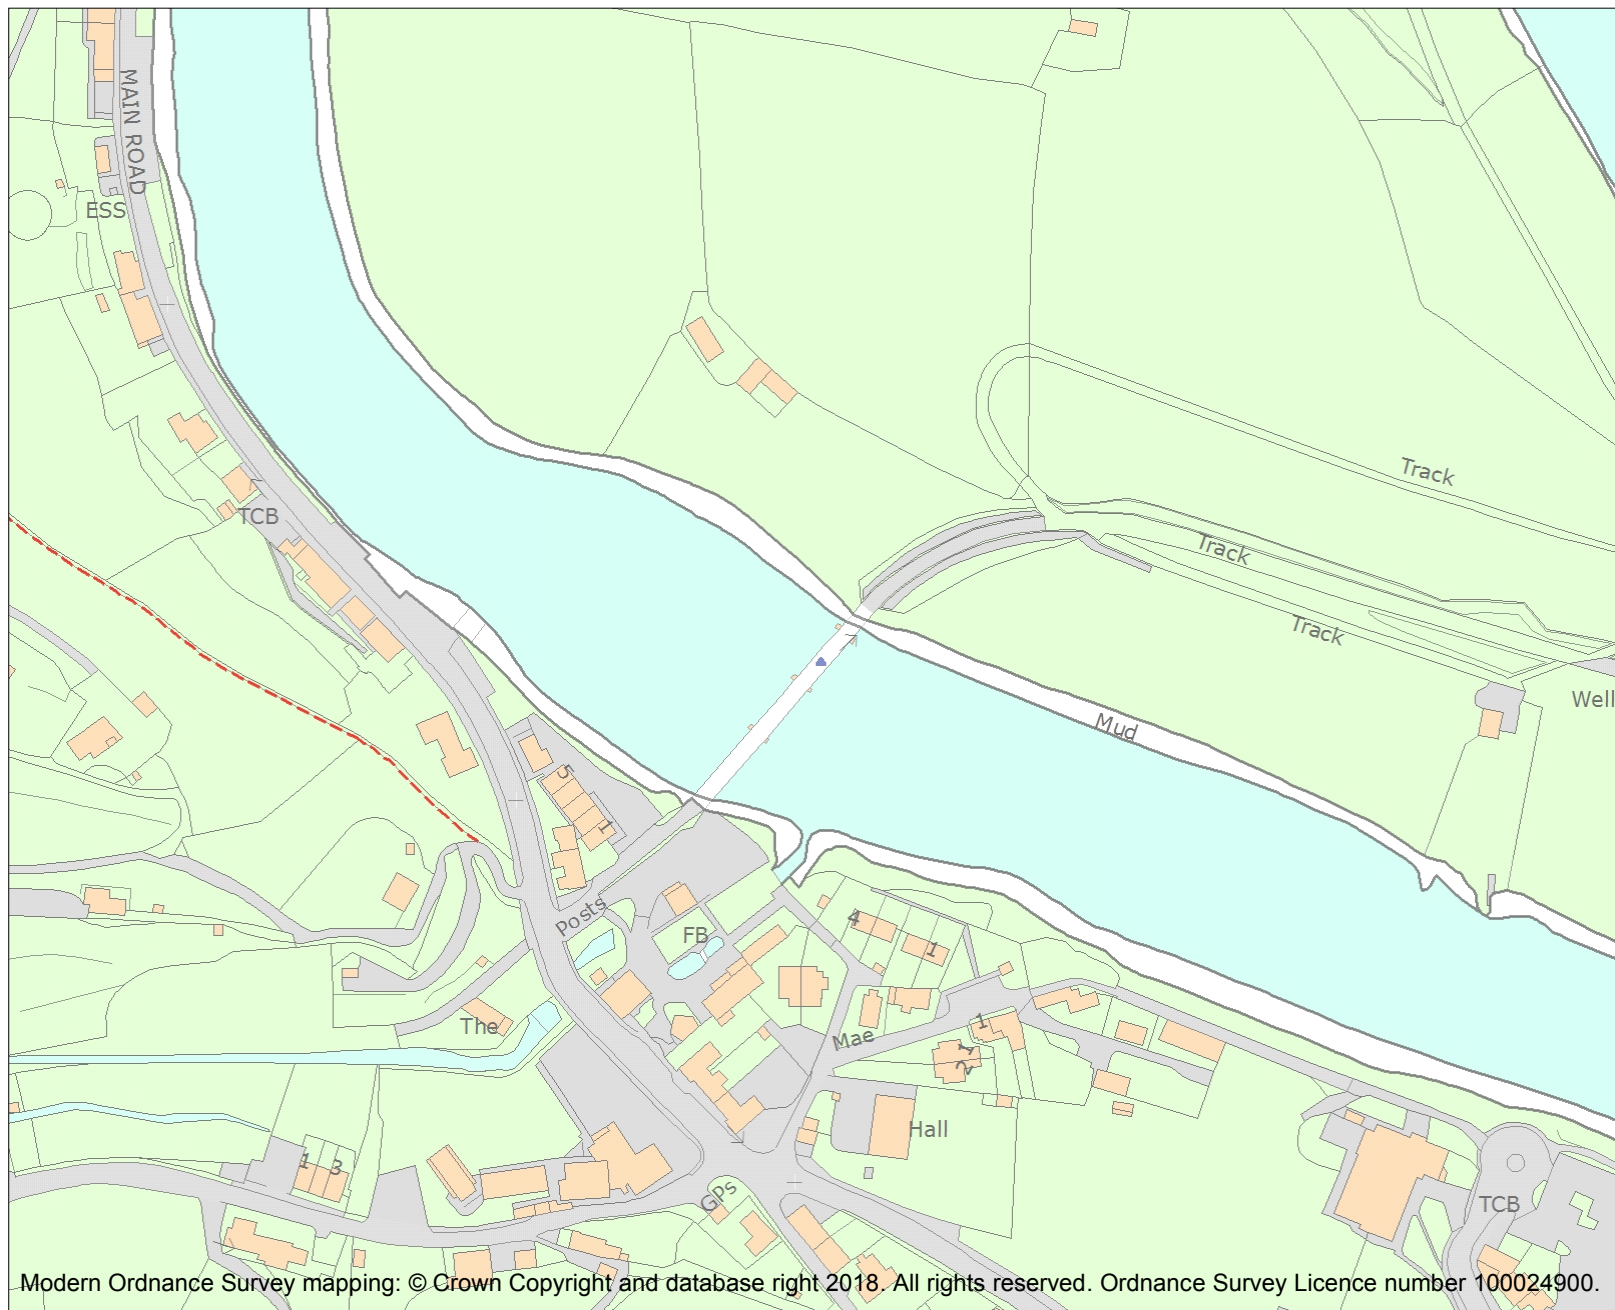 MAIN ROAD
ESS
TCB
Track
Track
Track
Well
Mud
5
1
Posts
FB
4
1
The
Mae
1
1
2
Hall
1 3
GPs
TCB
Modern Ordnance Survey mapping: © Crown Copyright and database right 2018. All rights reserved. Ordnance Survey Licence number 100024900.